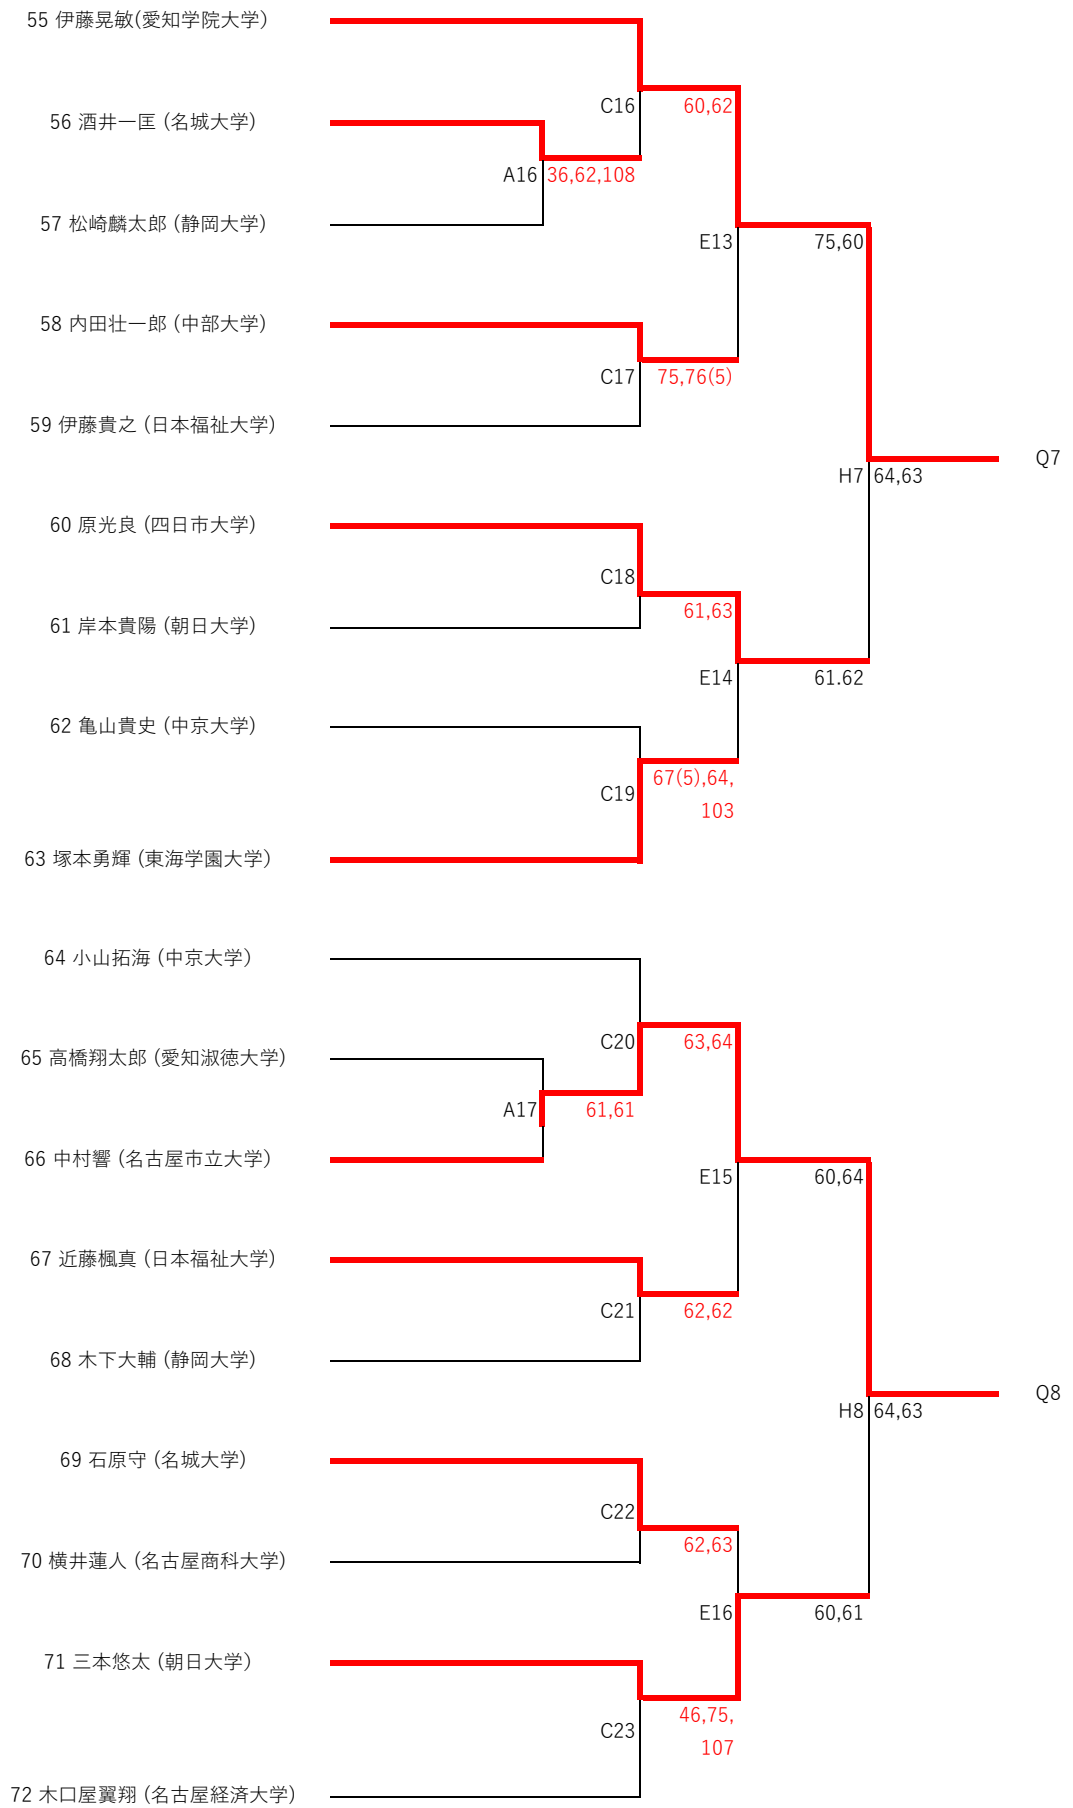 55 伊藤晃敏(愛知学院大学)
C16
60,62
56 酒井一匡 (名城大学)
A16
36,62,108
57 松崎麟太郎 (静岡大学)
E13
75,60
58 内田壮一郎 (中部大学)
C17
75,76(5)
59 伊藤貴之 (日本福祉大学)
H7
64,63
Q7
60 原光良 (四日市大学)
C18
61,63
61 岸本貴陽 (朝日大学)
E14
61.62
62 亀山貴史 (中京大学)
C19
67(5),64,
103
63 塚本勇輝 (東海学園大学)
64 小山拓海 (中京大学)
C20
63,64
65 高橋翔太郎 (愛知淑徳大学)
A17
61,61
66 中村響 (名古屋市立大学)
E15
60,64
67 近藤楓真 (日本福祉大学)
C21
62,62
68 木下大輔 (静岡大学)
H8
64,63
Q8
69 石原守 (名城大学)
C22
62,63
70 横井蓮人 (名古屋商科大学)
E16
60,61
71 三本悠太 (朝日大学)
C23
46,75,
107
72 木口屋翼翔 (名古屋経済大学)